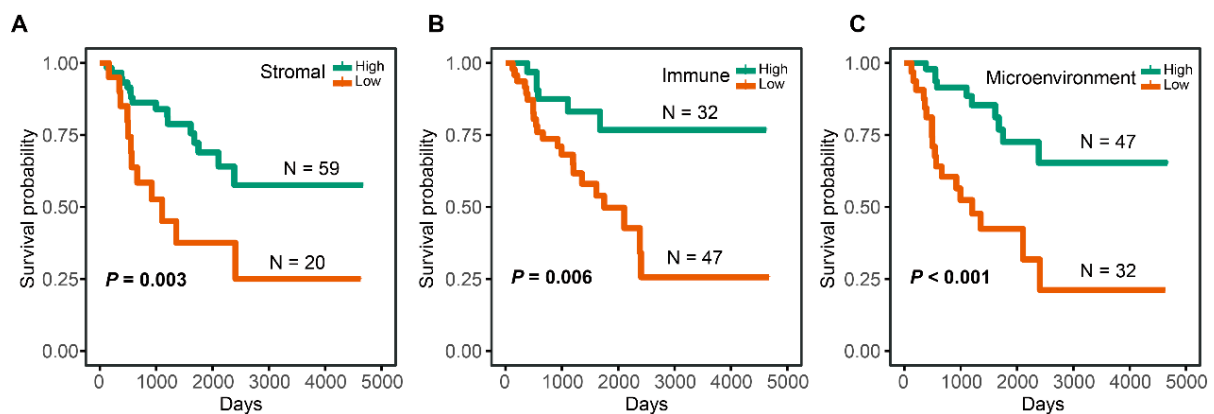 A
Survival probability
1.00
0.75
0.50
0.25
0.00
Stromal
High
Low
N = 59
N = 20
P = 0.003
0 1000 2000 3000 4000 5000
Days
B
Survival probability
1.00
0.75
0.50
0.25
0.00
Immune
High
Low
N = 32
N = 47
P = 0.006
0 1000 2000 3000 4000 5000
Days
C
Survival probability
1.00
0.75
0.50
0.25
0.00
Microenvironment
High
Low
N = 47
N = 32
P < 0.001
0 1000 2000 3000 4000 5000
Days